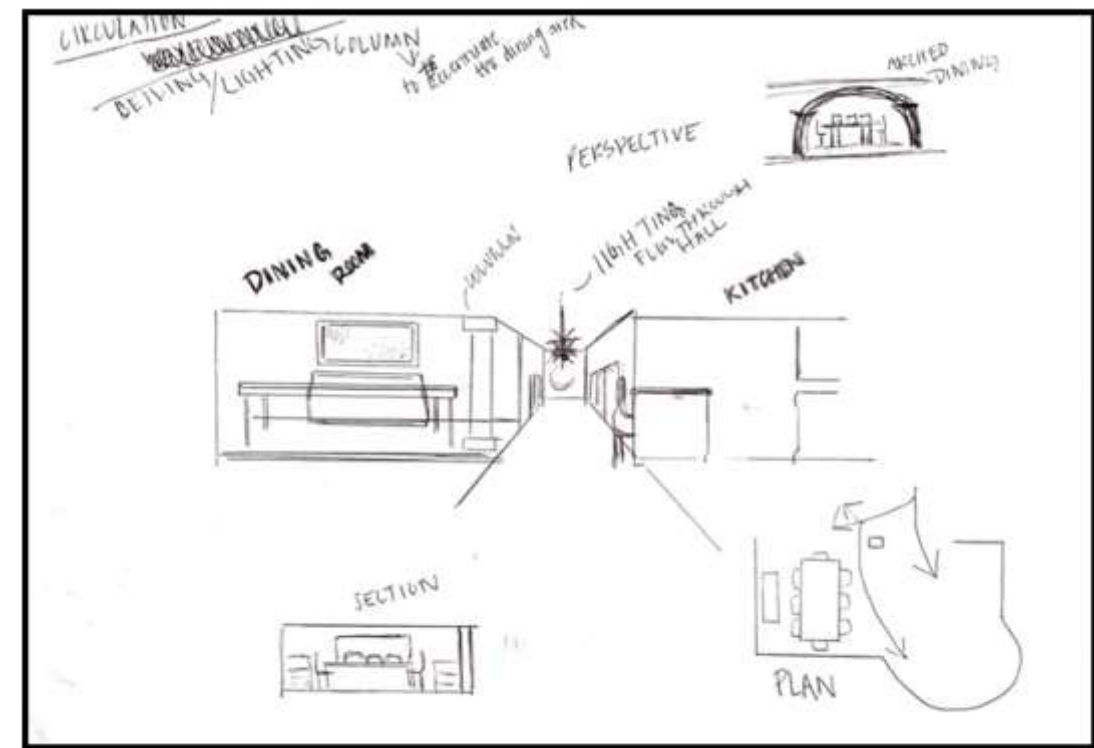 CIRCULATION
CEILING/LIGHTING COLUMN
to
the dining area
ARCHED
DINING
PERSPECTIVE
LIGHTING
THROUGH
HALL
DINING
ROOM
COLUMN
KITCHEN
SECTION
PLAN